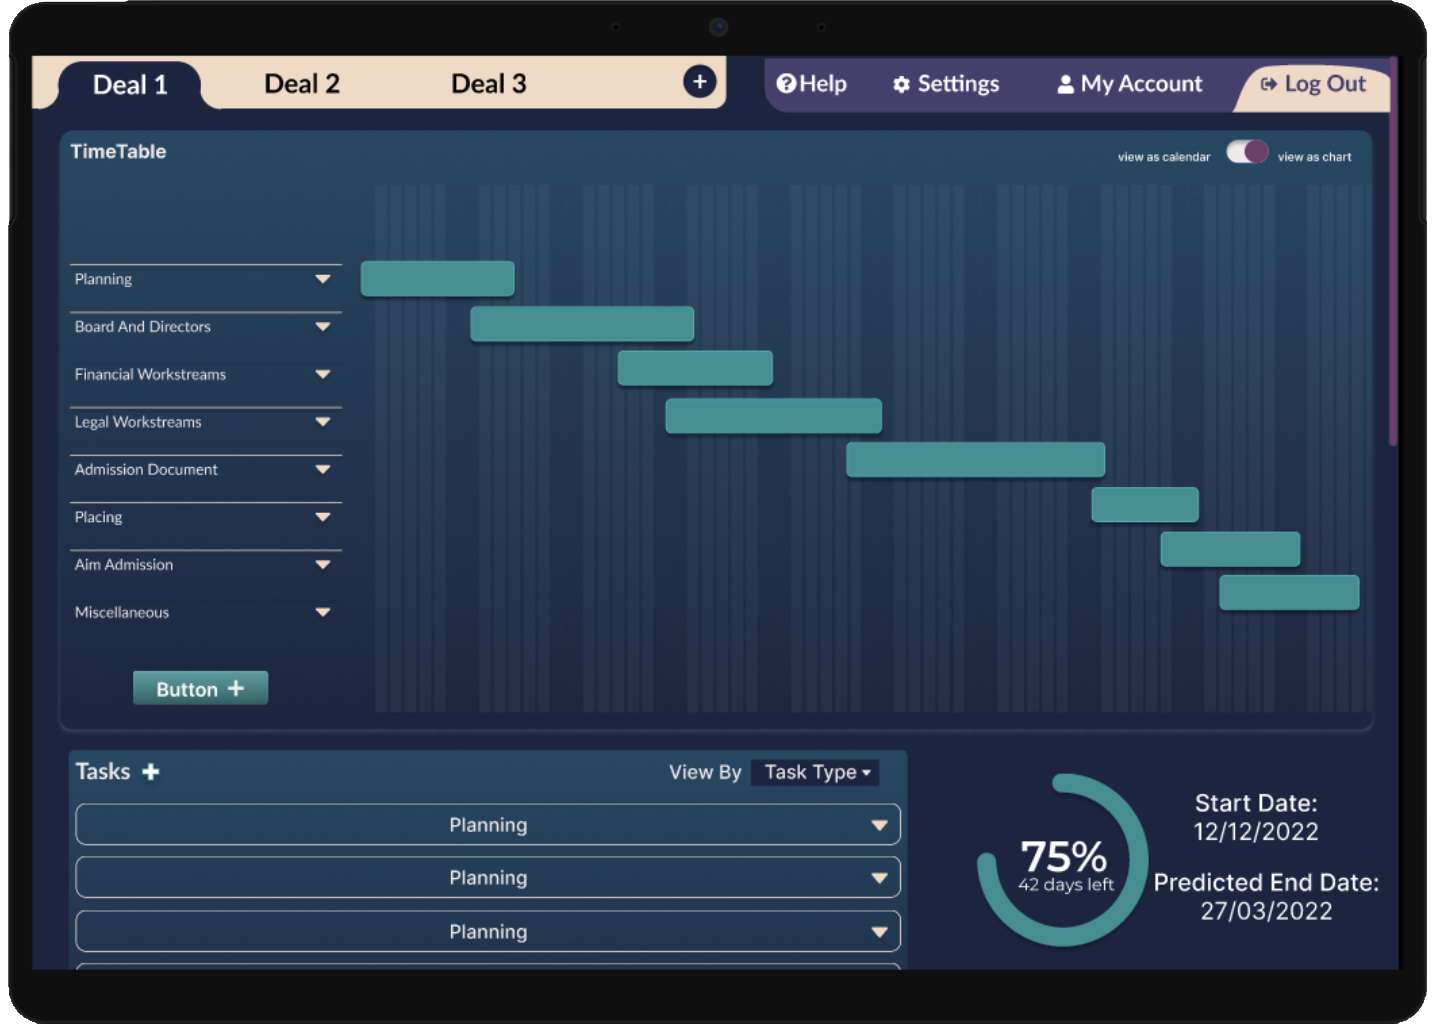 Deal 1 Deal 2 Deal 3 Help Settings My Account Log Out
TimeTable
view as calendar view as chart
Planning
Board And Directors
Financial Workstreams
Legal Workstreams
Admission Document
Placing
Aim Admission
Miscellaneous
Button +
Tasks +
View By Task Type
Planning
Planning
Planning
75%
42 days left
Start Date:
12/12/2022
Predicted End Date:
27/03/2022